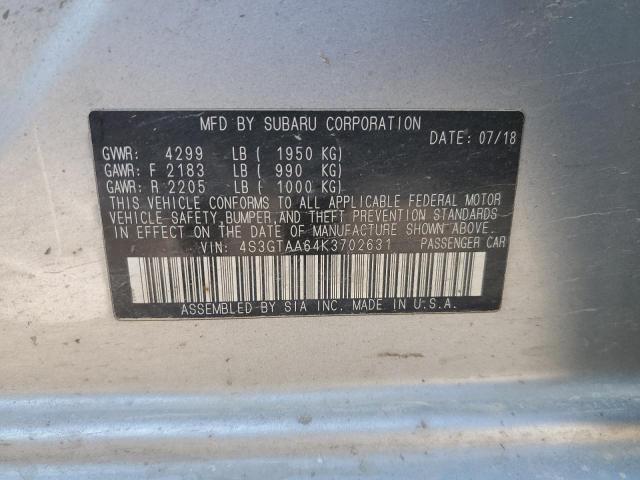 MFD BY SUBARU CORPORATION
DATE: 07/18
GVWR: 4299 LB ( 1950 KG)
GAWR: F 2183 LB ( 990 KG)
GAWR: R 2205 LB ( 1000 KG)
THIS VEHICLE CONFORMS TO ALL APPLICABLE FEDERAL MOTOR
VEHICLE SAFETY, BUMPER, AND THEFT PREVENTION STANDARDS
IN EFFECT ON THE DATE OF MANUFACTURE SHOWN ABOVE.
VIN: 4S3GTAA64K3702631 PASSENGER CAR
ASSEMBLED BY SIA INC. MADE IN U.S.A.